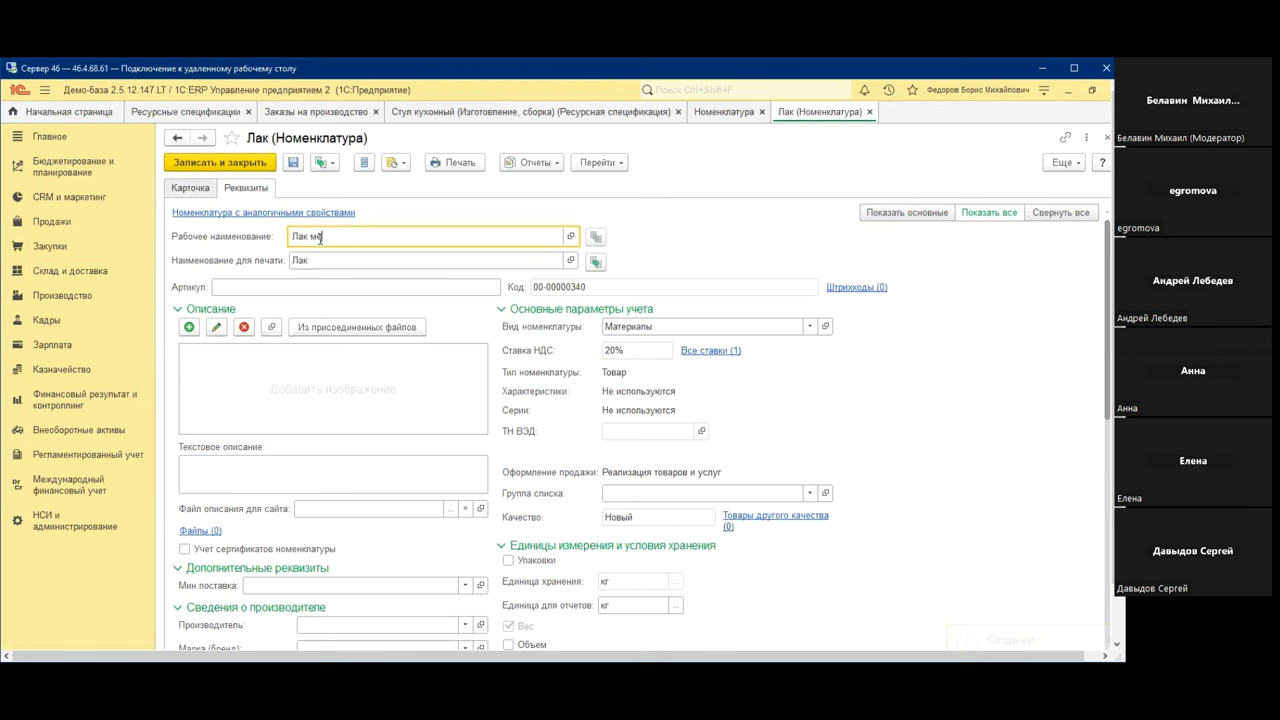 Сервер 46 — 46.4.68.61 — Подключение к удаленному рабочему столу
Демо-база 2.5.12.147.LT / 1C:ERP Управление предприятием 2 (1С:Предприятие)
Поиск Ctrl+Shift+F
Федоров Борис Михайлович
Начальная страница
Ресурсные спецификации ×
Заказы на производство ×
Стул кухонный (Изготовление, сборка) (Ресурсная спецификация) ×
Номенклатура ×
Лак (Номенклатура) ×
Главное
Бюджетирование и
планирование
CRM и маркетинг
Продажи
Закупки
Склад и доставка
Производство
Кадры
Зарплата
Казначейство
Финансовый результат и
контроллинг
Внеоборотные активы
Регламентированный учет
Международный
финансовый учет
НСИ и
администрирование
Лак (Номенклатура)
Записать и закрыть
Печать
Отчеты
Перейти
Еще
?
Карточка
Реквизиты
Номенклатура с аналогичными свойствами
Показать основные
Показать все
Свернуть все
Рабочее наименование: Лак ме
Наименование для печати: Лак
Артикул:
Код: 00-00000340
Штрихкоды (0)
Описание
Из присоединенных файлов
Добавить изображение
Текстовое описание:
Файл описания для сайта:
Файлы (0)
Учет сертификатов номенклатуры
Дополнительные реквизиты
Мин.поставка:
Сведения о производителе
Производитель:
Марка (бренд):
Основные параметры учета
Вид номенклатуры: Материалы
Ставка НДС: 20% Все ставки (1)
Тип номенклатуры: Товар
Характеристики: Не используются
Серии: Не используются
ТН ВЭД:
Оформление продажи: Реализация товаров и услуг
Группа списка:
Качество: Новый Товары другого качества
(0)
Единицы измерения и условия хранения
Упаковки
Единица хранения: кг
Единица для отчетов: кг
Вес
Объем
Создание
Белавин Михаил...
Белавин Михаил (Модератор)
egromova
egromova
Андрей Лебедев
Андрей Лебедев
Анна
Анна
Елена
Елена
Давыдов Сергей
Давыдов Сергей